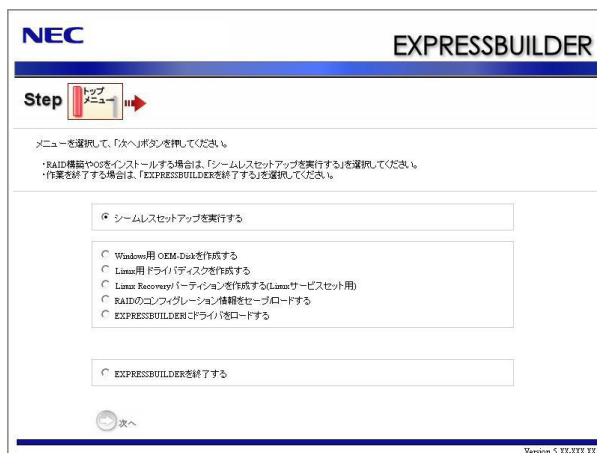 NEC
EXPRESSBUILDER
Step トップメニュー
メニューを選択して、「次へ」ボタンを押してください。
・RAID構築やOSをインストールする場合は、「シームレスセットアップを実行する」を選択してください。
・作業を終了する場合は、「EXPRESSBUILDERを終了する」を選択してください。
シームレスセットアップを実行する
Windows用 OEM-Diskを作成する
Linux用 ドライバディスクを作成する
Linux Recoveryパーティションを作成する(Linuxサービスセット用)
RAIDのコンフィグレーション情報をセーブ/ロードする
EXPRESSBUILDERにドライバをロードする
EXPRESSBUILDERを終了する
次へ
Version 5.XX-XXX.XX